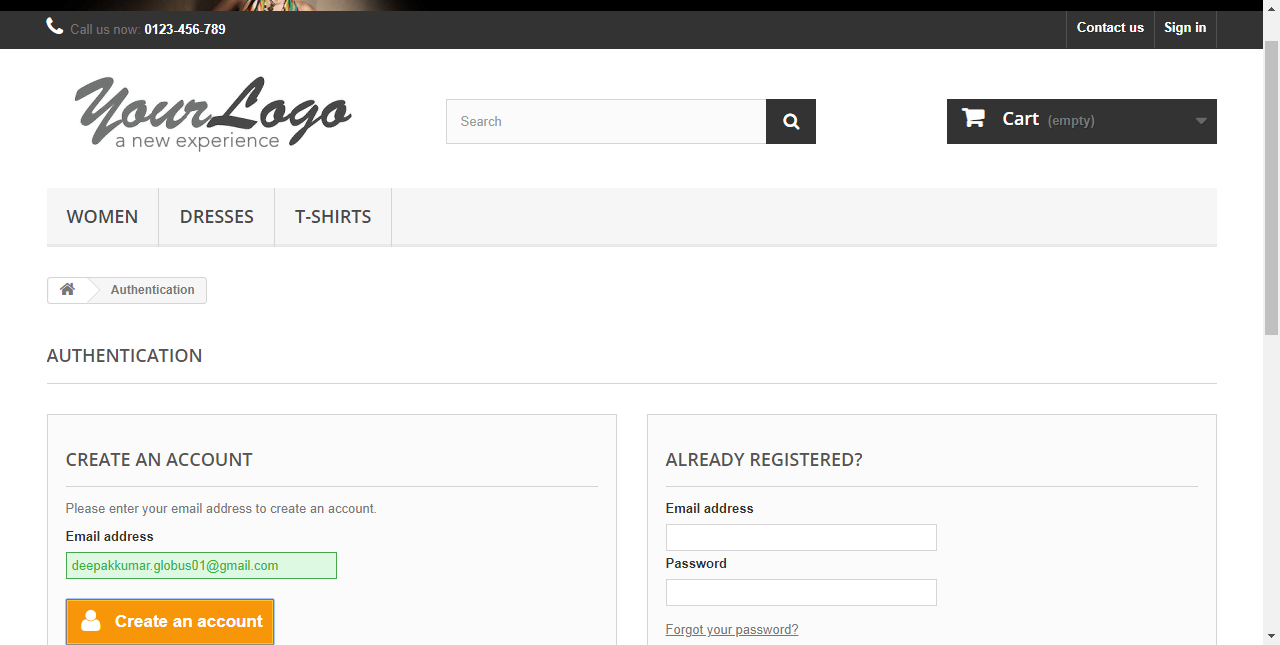 Call us now: 0123-456-789
Contact us
Sign in
YourLogo
a new experience
Search
Cart (empty)
WOMEN
DRESSES
T-SHIRTS
Authentication
AUTHENTICATION
CREATE AN ACCOUNT
Please enter your email address to create an account.
Email address
deepakkumar.globus01@gmail.com
Create an account
ALREADY REGISTERED?
Email address
Password
Forgot your password?